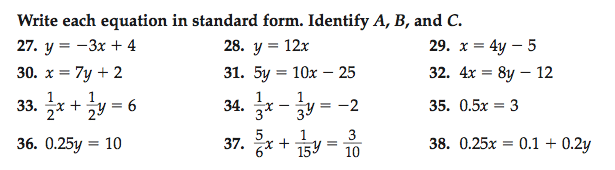 Write each equation in standard form. Identify A, B, and C.
27. y = −3x + 4 28. y = 12x 29. x = 4y − 5
30. x = 7y + 2 31. 5y = 10x − 25 32. 4x = 8y − 12
33. 1/2x + 1/2y = 6 34. 1/3x − 1/3y = −2 35. 0.5x = 3
36. 0.25y = 10 37. 5/6x + 1/15y = 3/10 38. 0.25x = 0.1 + 0.2y